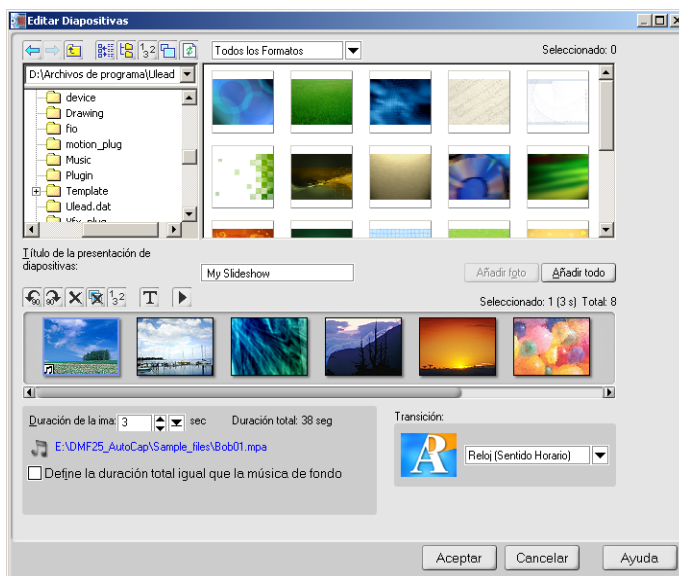 Editar Diapositivas
Todos los Formatos
Seleccionado: 0
D:\Archivos de programa\Ulead
device
Drawing
fio
motion_plug
Music
Plugin
Template
Ulead.dat
Vfx_plug
Título de la presentación de
diapositivas:
My Slideshow
Añadir foto
Añadir todo
Seleccionado: 1 (3 s) Total: 8
Duración de la ima: 3 sec
Duración total: 38 seg
Transición:
E:\DMF25_AutoCap\Sample_files\Bob01.mpa
Reloj (Sentido Horario)
Define la duración total igual que la música de fondo
Aceptar
Cancelar
Ayuda